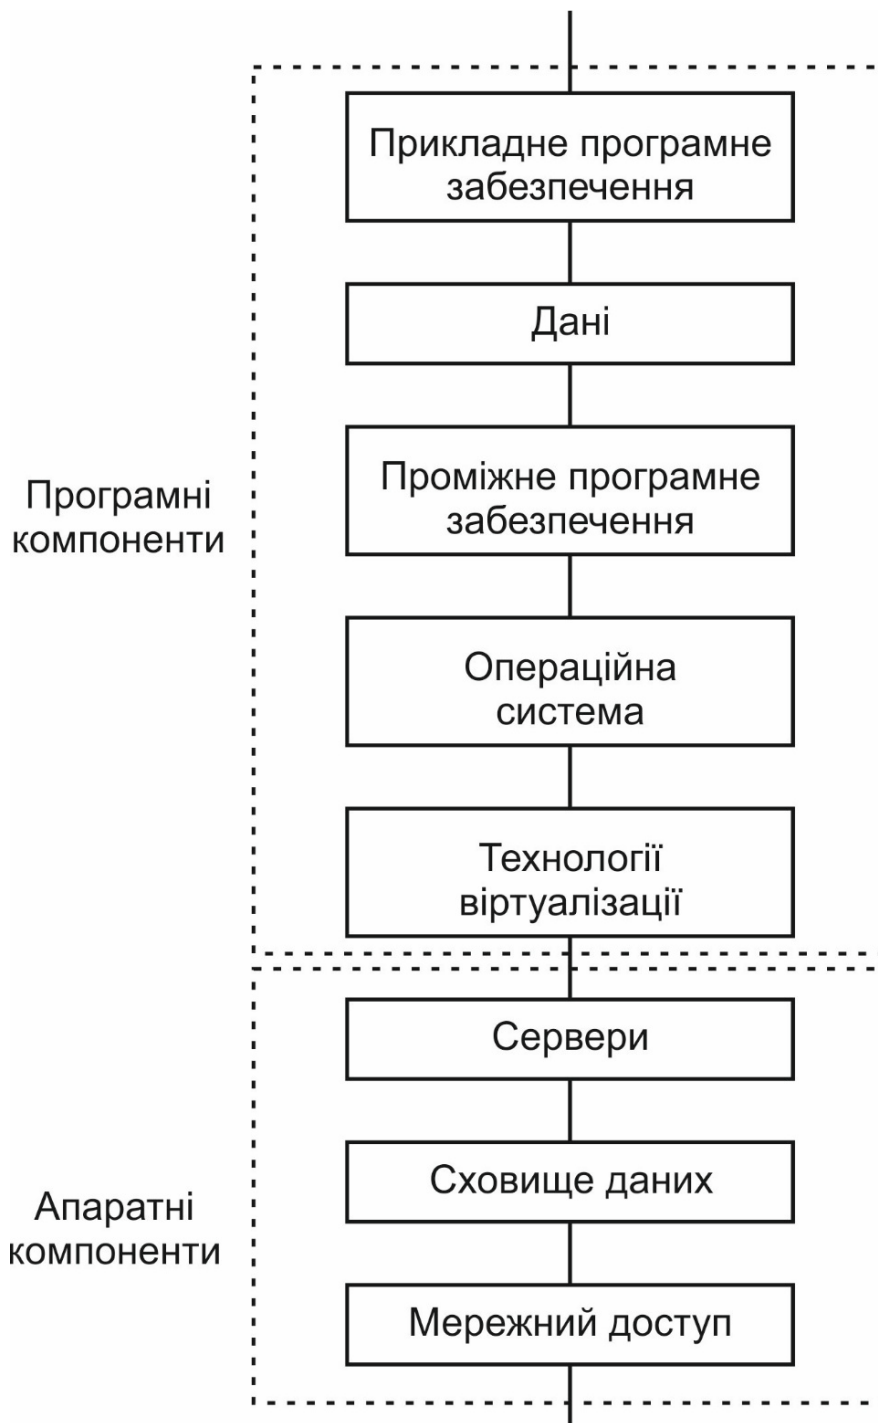 Прикладне програмне
забезпечення
Дані
Проміжне програмне
забезпечення
Програмні
компоненти
Операційна
система
Технології
віртуалізації
Сервери
Сховище даних
Апаратні
компоненти
Мережний доступ